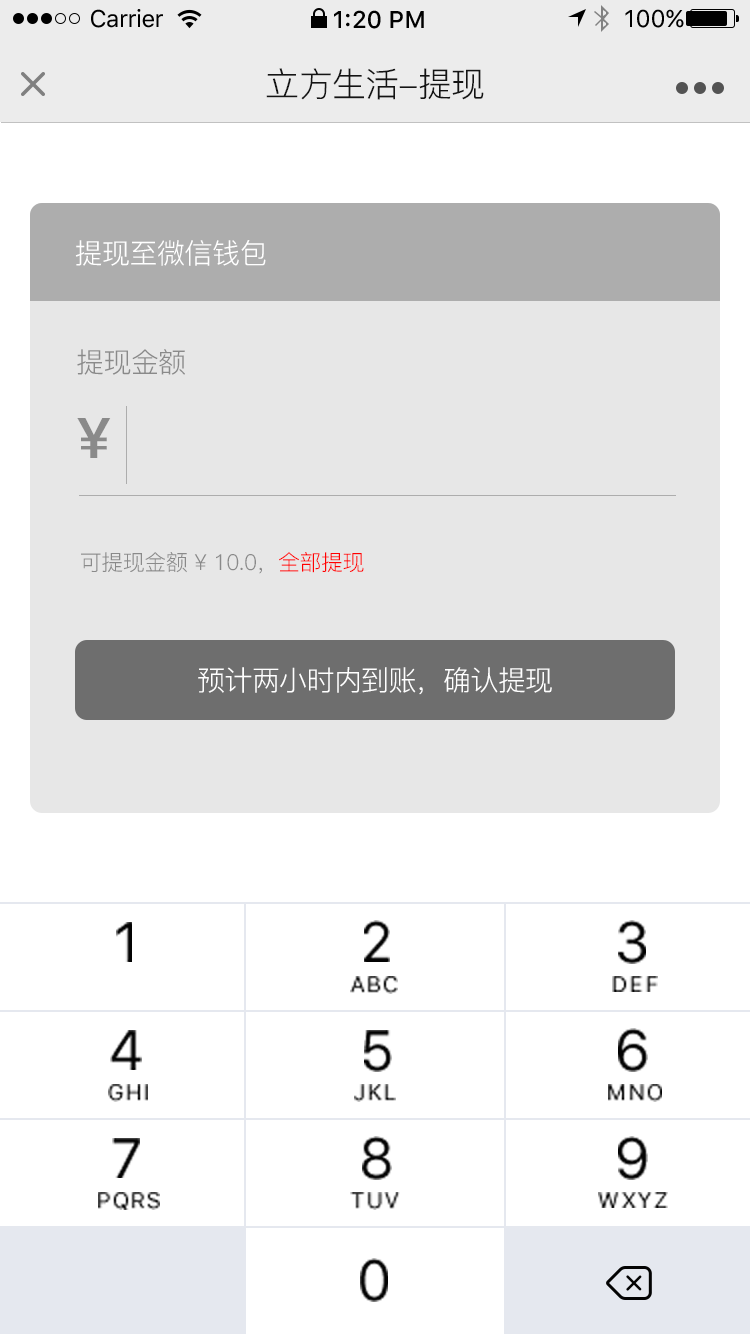 Carrier 1:20 PM 100%
立方生活–提现
提现至微信钱包
提现金额
¥
可提现金额 ¥ 10.0，全部提现
预计两小时内到账，确认提现
1 2 3
ABC DEF
4 5 6
GHI JKL MNO
7 8 9
PQRS TUV WXYZ
0